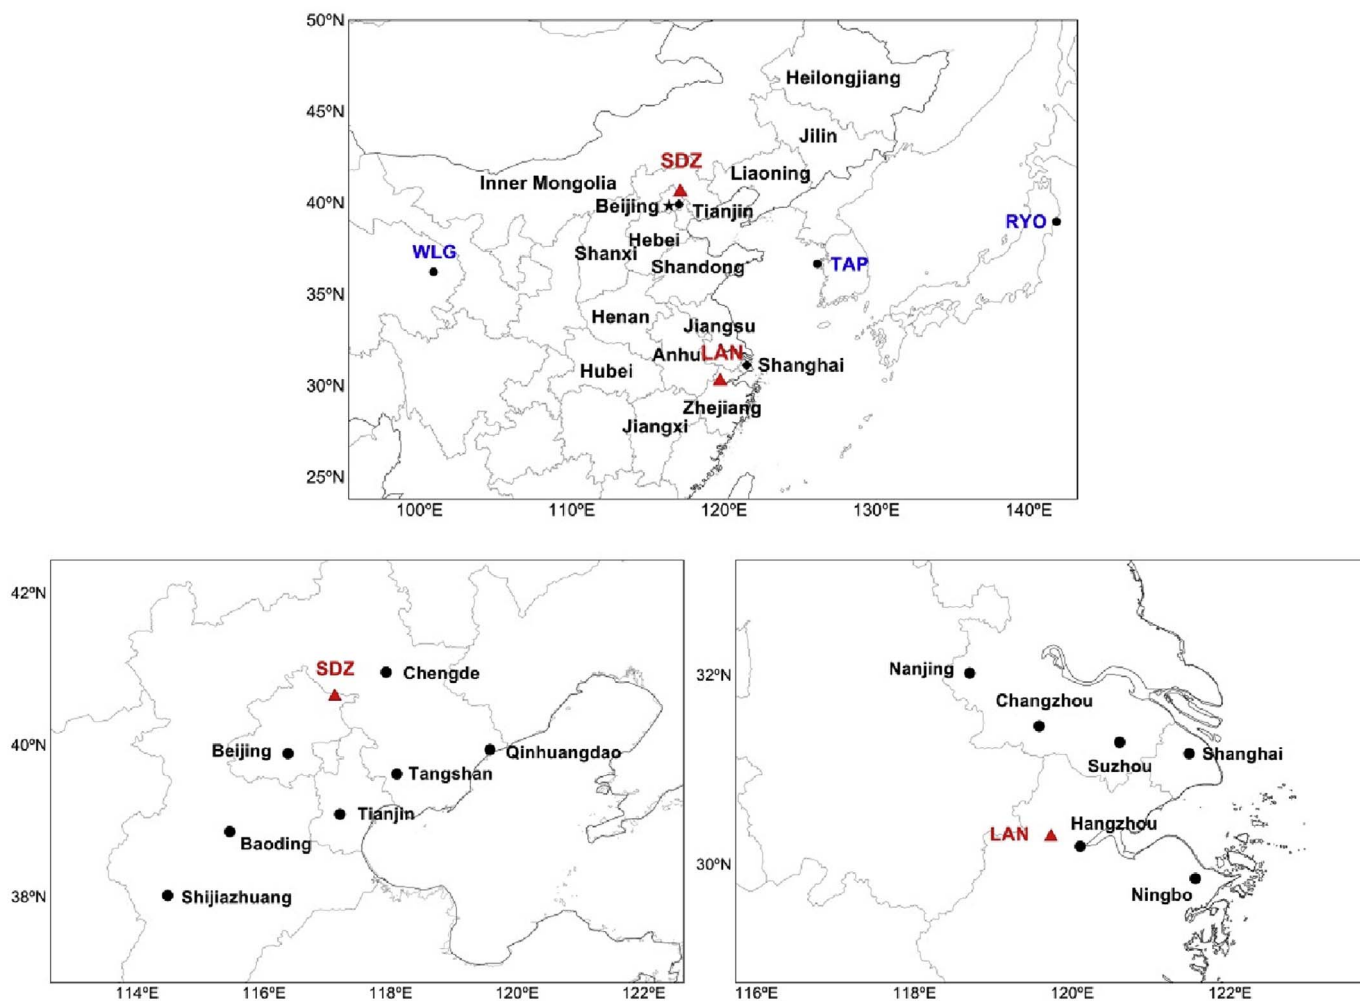 50°N
Heilongjiang
45°N
Jilin
SDZ
Liaoning
Inner Mongolia
40°N
Beijing
Tianjin
RYO
Hebei
WLG
Shanxi
TAP
Shandong
35°N
Henan
Jiangsu
Anhu
LAN
Shanghai
Hubei
30°N
Zhejiang
Jiangxi
25°N
100°E 110°E 120°E 130°E 140°E
42°N
SDZ
Chengde
40°N
Beijing
Qinhuangdao
Tangshan
Tianjin
Baoding
38°N
Shijiazhuang
114°E 116°E 118°E 120°E 122°E
Nanjing
32°N
Changzhou
Shanghai
Suzhou
Hangzhou
LAN
30°N
Ningbo
116°E 118°E 120°E 122°E